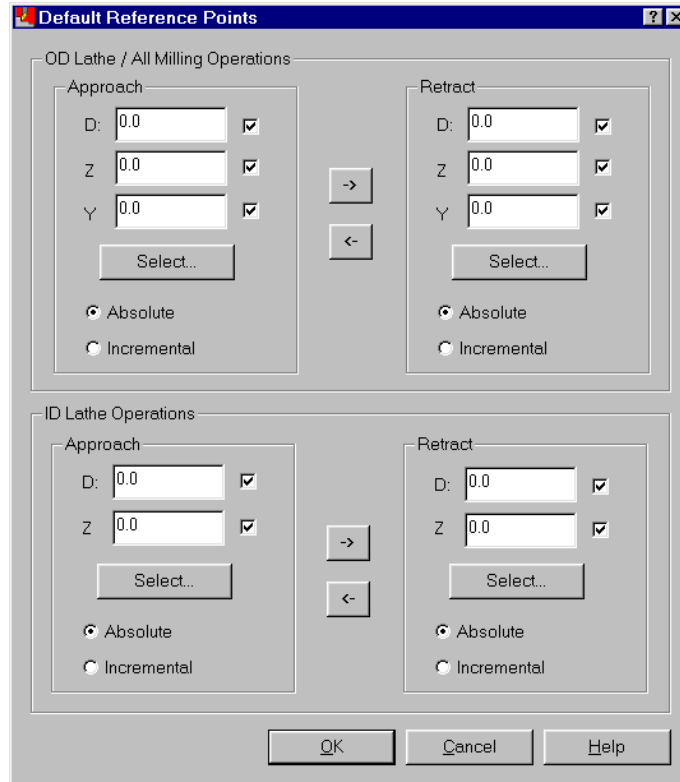 Default Reference Points
OD Lathe / All Milling Operations
Approach
D: 0.0
Z 0.0
Y 0.0
Select...
Absolute
Incremental
->
<-
Retract
D: 0.0
Z 0.0
Y 0.0
Select...
Absolute
Incremental
ID Lathe Operations
Approach
D: 0.0
Z 0.0
Select...
Absolute
Incremental
->
<-
Retract
D: 0.0
Z 0.0
Select...
Absolute
Incremental
OK Cancel Help